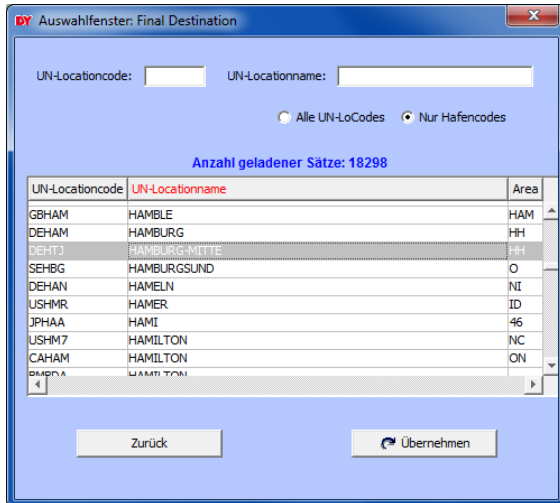 DY Auswahlfenster: Final Destination
UN-Locationcode: UN-Locationname:
Alle UN-LoCodes Nur Hafencodes
Anzahl geladener Sätze: 18298
UN-Locationcode UN-Locationname Area
GBHAM HAMBLE HAM
DEHAM HAMBURG HH
DEHTJ HAMBURG-MITTE HH
SEHBG HAMBURGSUND O
DEHAN HAMELN NI
USHMR HAMER ID
JPHAA HAMI 46
USHM7 HAMILTON NC
CAHAM HAMILTON ON
BMBDA HAMILTON
Zurück Übernehmen